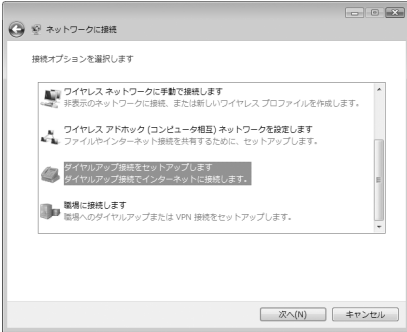 ネットワークに接続
接続オプションを選択します
ワイヤレス ネットワークに手動で接続します
非表示のネットワークに接続、または新しいワイヤレス プロファイルを作成します。
ワイヤレス アドホック (コンピュータ相互) ネットワークを設定します
ファイルやインターネット接続を共有するために、セットアップします。
ダイヤルアップ接続をセットアップします
ダイヤルアップ接続でインターネットに接続します。
職場に接続します
職場へのダイヤルアップまたは VPN 接続をセットアップします。
次へ(N)
キャンセル